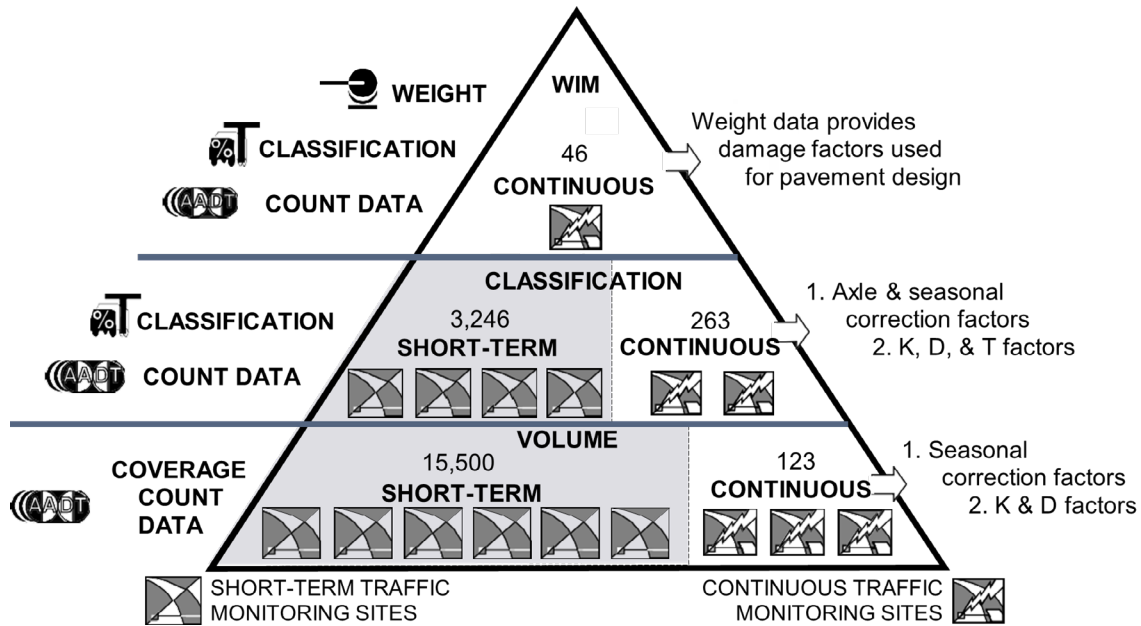 WEIGHT
CLASSIFICATION
COUNT DATA
WIM
46
CONTINUOUS
Weight data provides
damage factors used
for pavement design
CLASSIFICATION
CLASSIFICATION
COUNT DATA
3,246
SHORT-TERM
263
CONTINUOUS
1. Axle & seasonal
correction factors
2. K, D, & T factors
VOLUME
COVERAGE
COUNT
DATA
15,500
SHORT-TERM
123
CONTINUOUS
1. Seasonal
correction factors
2. K & D factors
SHORT-TERM TRAFFIC
MONITORING SITES
CONTINUOUS TRAFFIC
MONITORING SITES
%
T
AADT
%
T
AADT
AADT